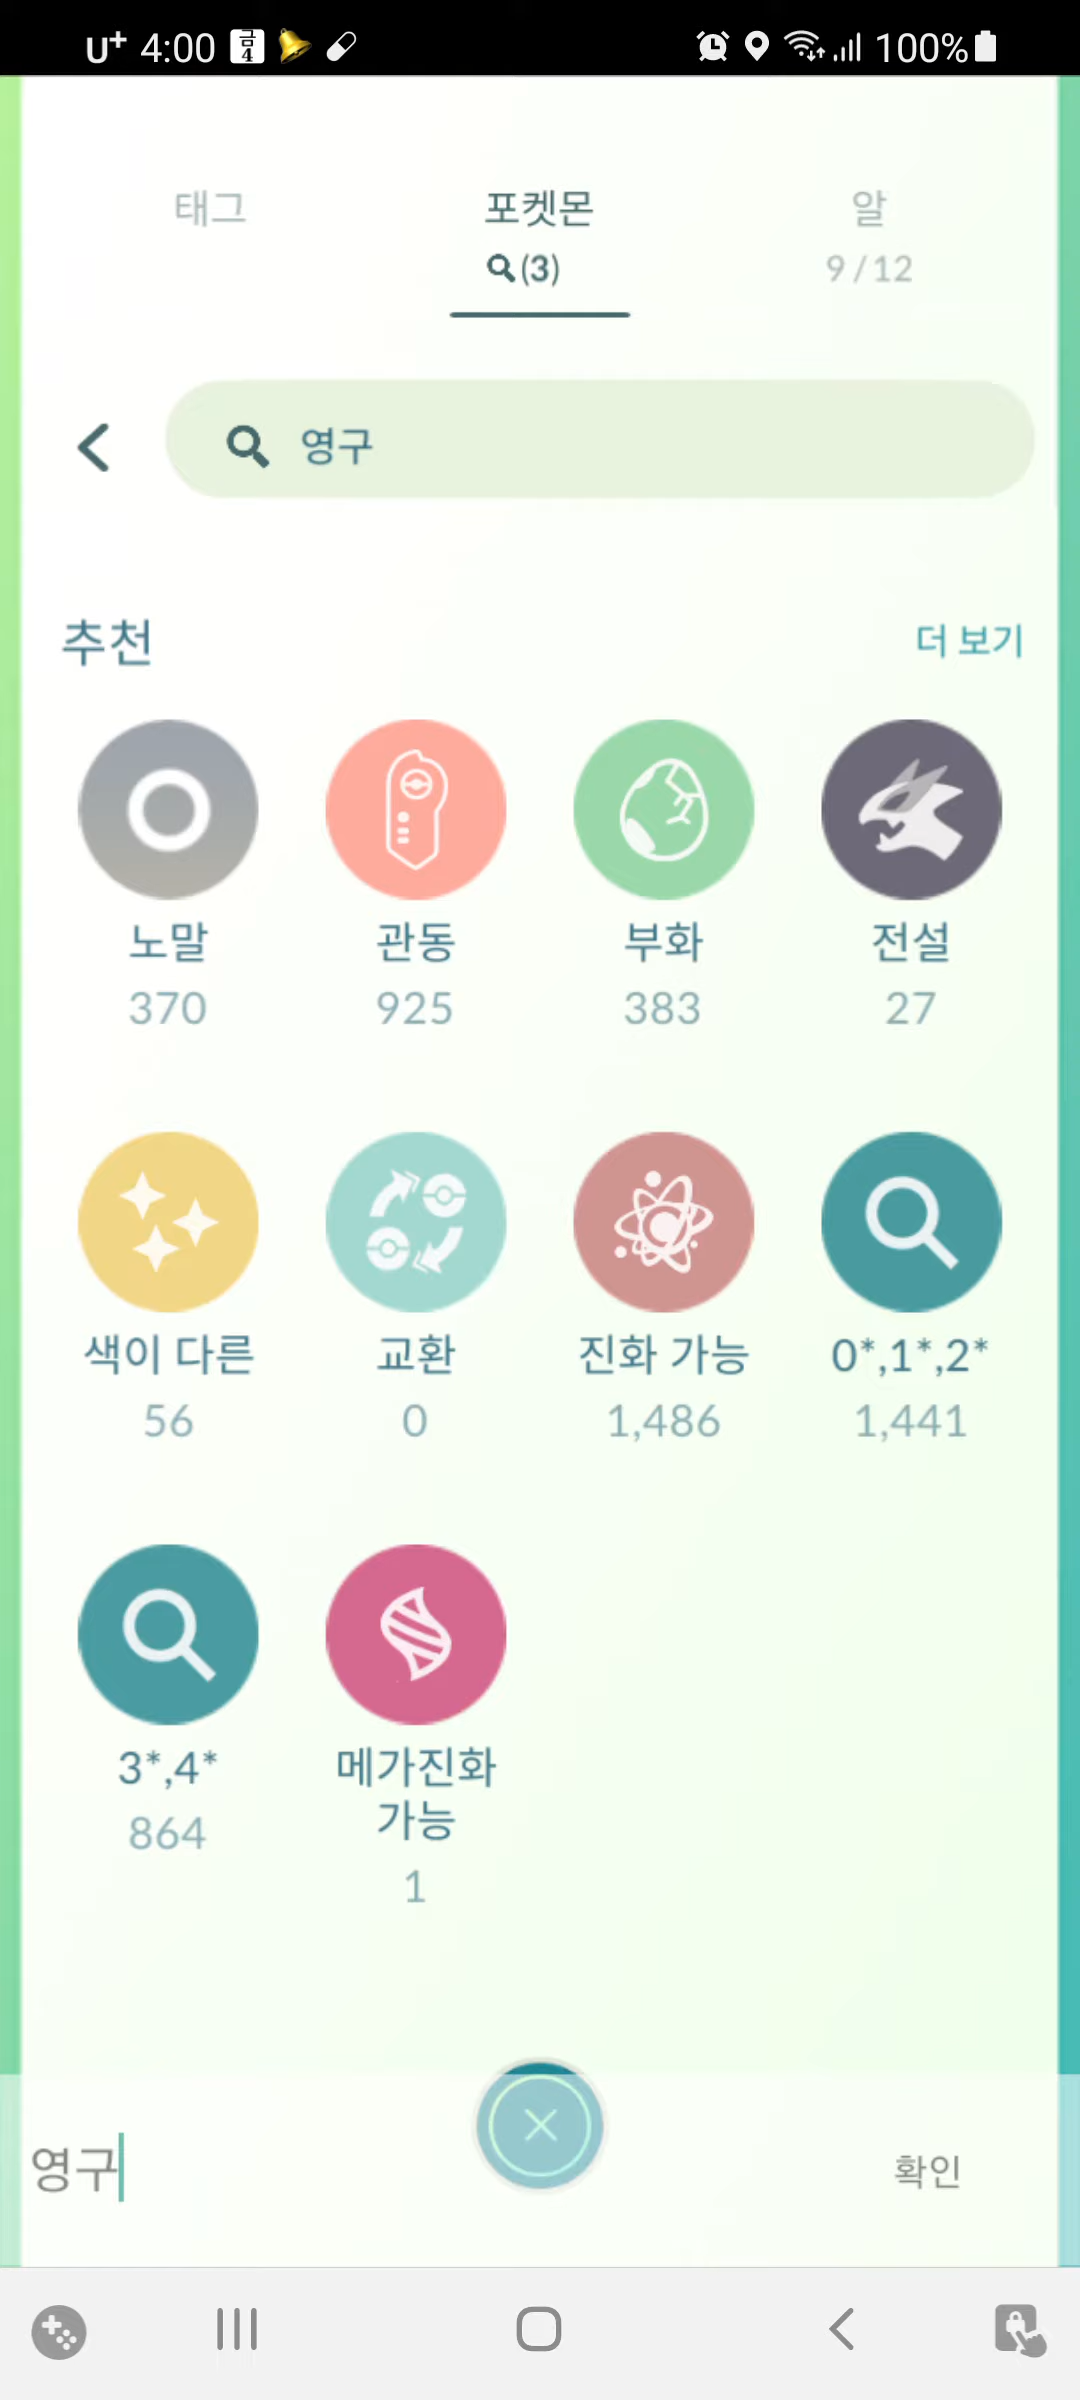 U+ 4:00 금 4 100%
태그 포켓몬 알
(3) 9 / 12
영구
추천 더 보기
노말 관동 부화 전설
370 925 383 27
색이 다른 교환 진화 가능 0*,1*,2*
56 0 1,486 1,441
3*,4* 메가진화
가능
864
1
영구 확인